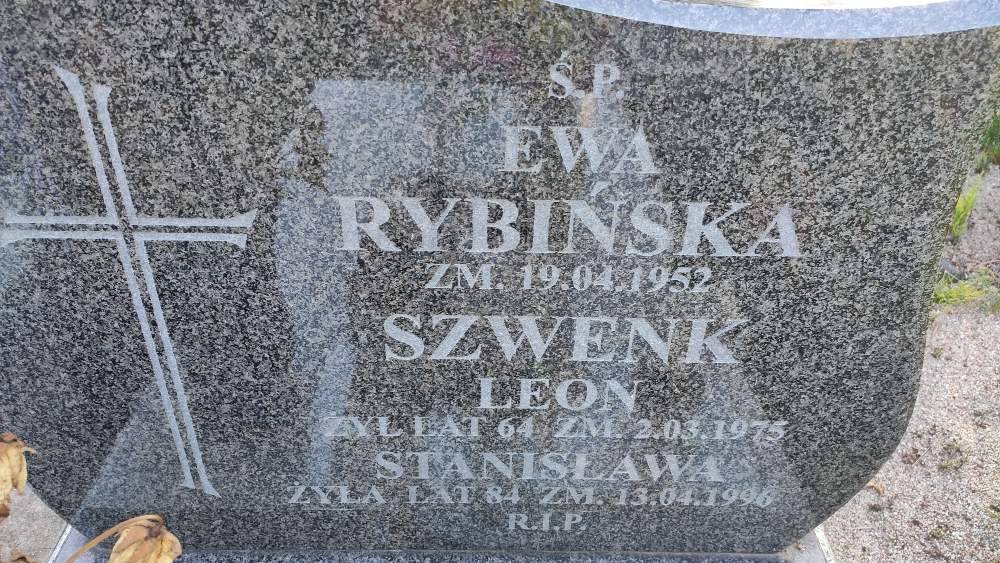 Ś.P.
EWA
RYBIŃSKA
ZM. 19.04.1952
SZWENK
LEON
ŻYŁ LAT 64 ZM. 2.03.1975
STANISŁAWA
ŻYŁA LAT 84 ZM. 13.04.1996
R.I.P.